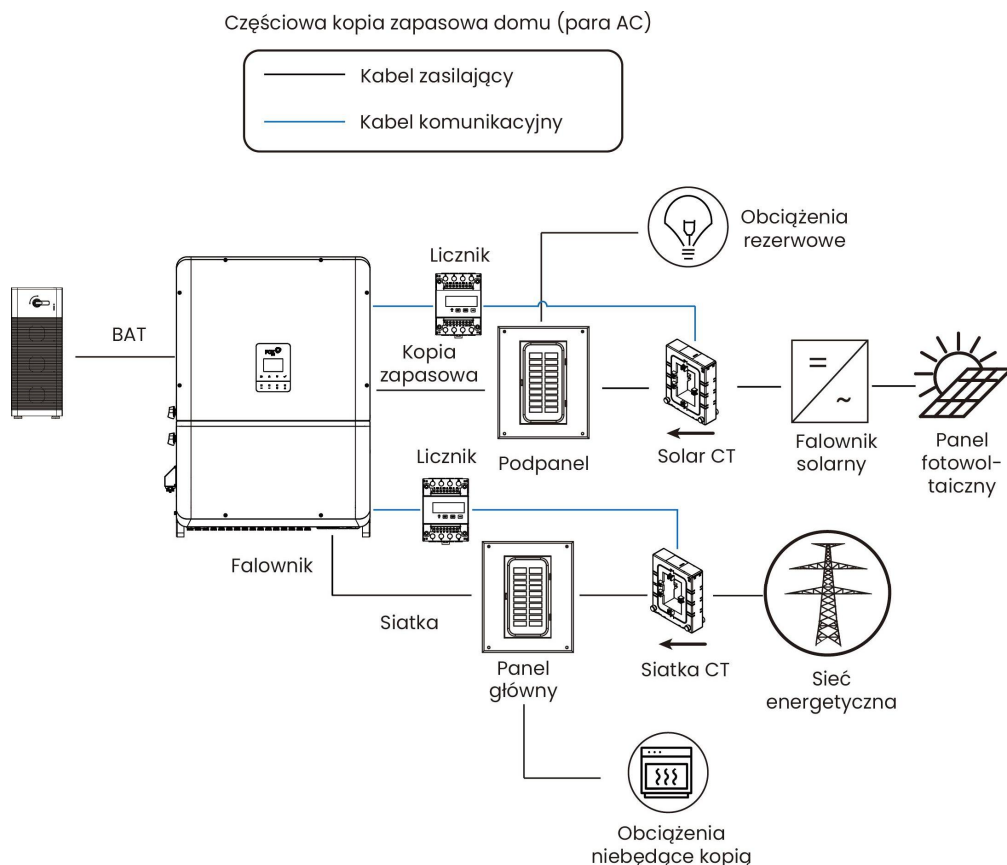 Częściowa kopia zapasowa domu (para AC)
Kabel zasilający
Kabel komunikacyjny
Obciążenia
rezerwowe
Licznik
BAT
Kopia
zapasowa
Podpanel
Solar CT
Falownik
solarny
Panel
fotowol-
taiczny
Licznik
Falownik
Siatka
Panel
główny
Siatka CT
Sieć
energetyczna
Obciążenia
niebędące kopią